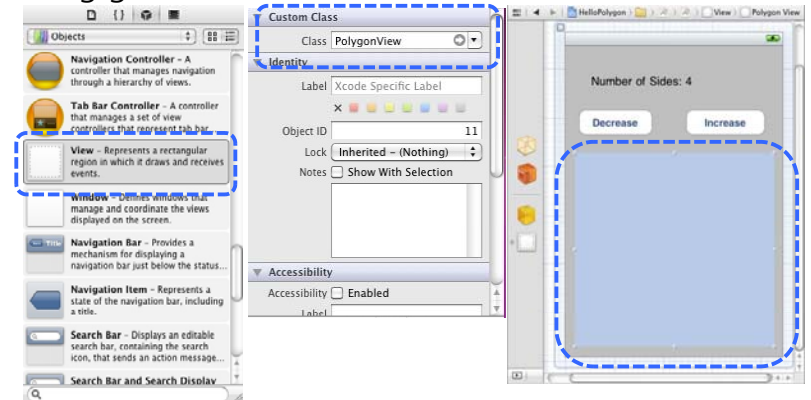 Objects
Navigation Controller – A
controller that manages navigation
through a hierarchy of views.
Tab Bar Controller – A controller
that manages a set of view
controllers that represent tab bar
View – Represents a rectangular
region in which it draws and receives
events.
Window – Defines windows that
manage and coordinate the views
displayed on the screen.
Navigation Bar – Provides a
mechanism for displaying a
navigation bar just below the status...
Navigation Item – Represents a
state of the navigation bar, including
a title.
Search Bar – Displays an editable
search bar, containing the search
icon, that sends an action message...
Search Bar and Search Display
Title
Custom Class
Class PolygonView
Identity
Label Xcode Specific Label
Object ID 11
Lock Inherited – (Nothing)
Notes Show With Selection
Accessibility
Accessibility Enabled
Label
HelloPolygon View Polygon View
Number of Sides: 4
Decrease Increase